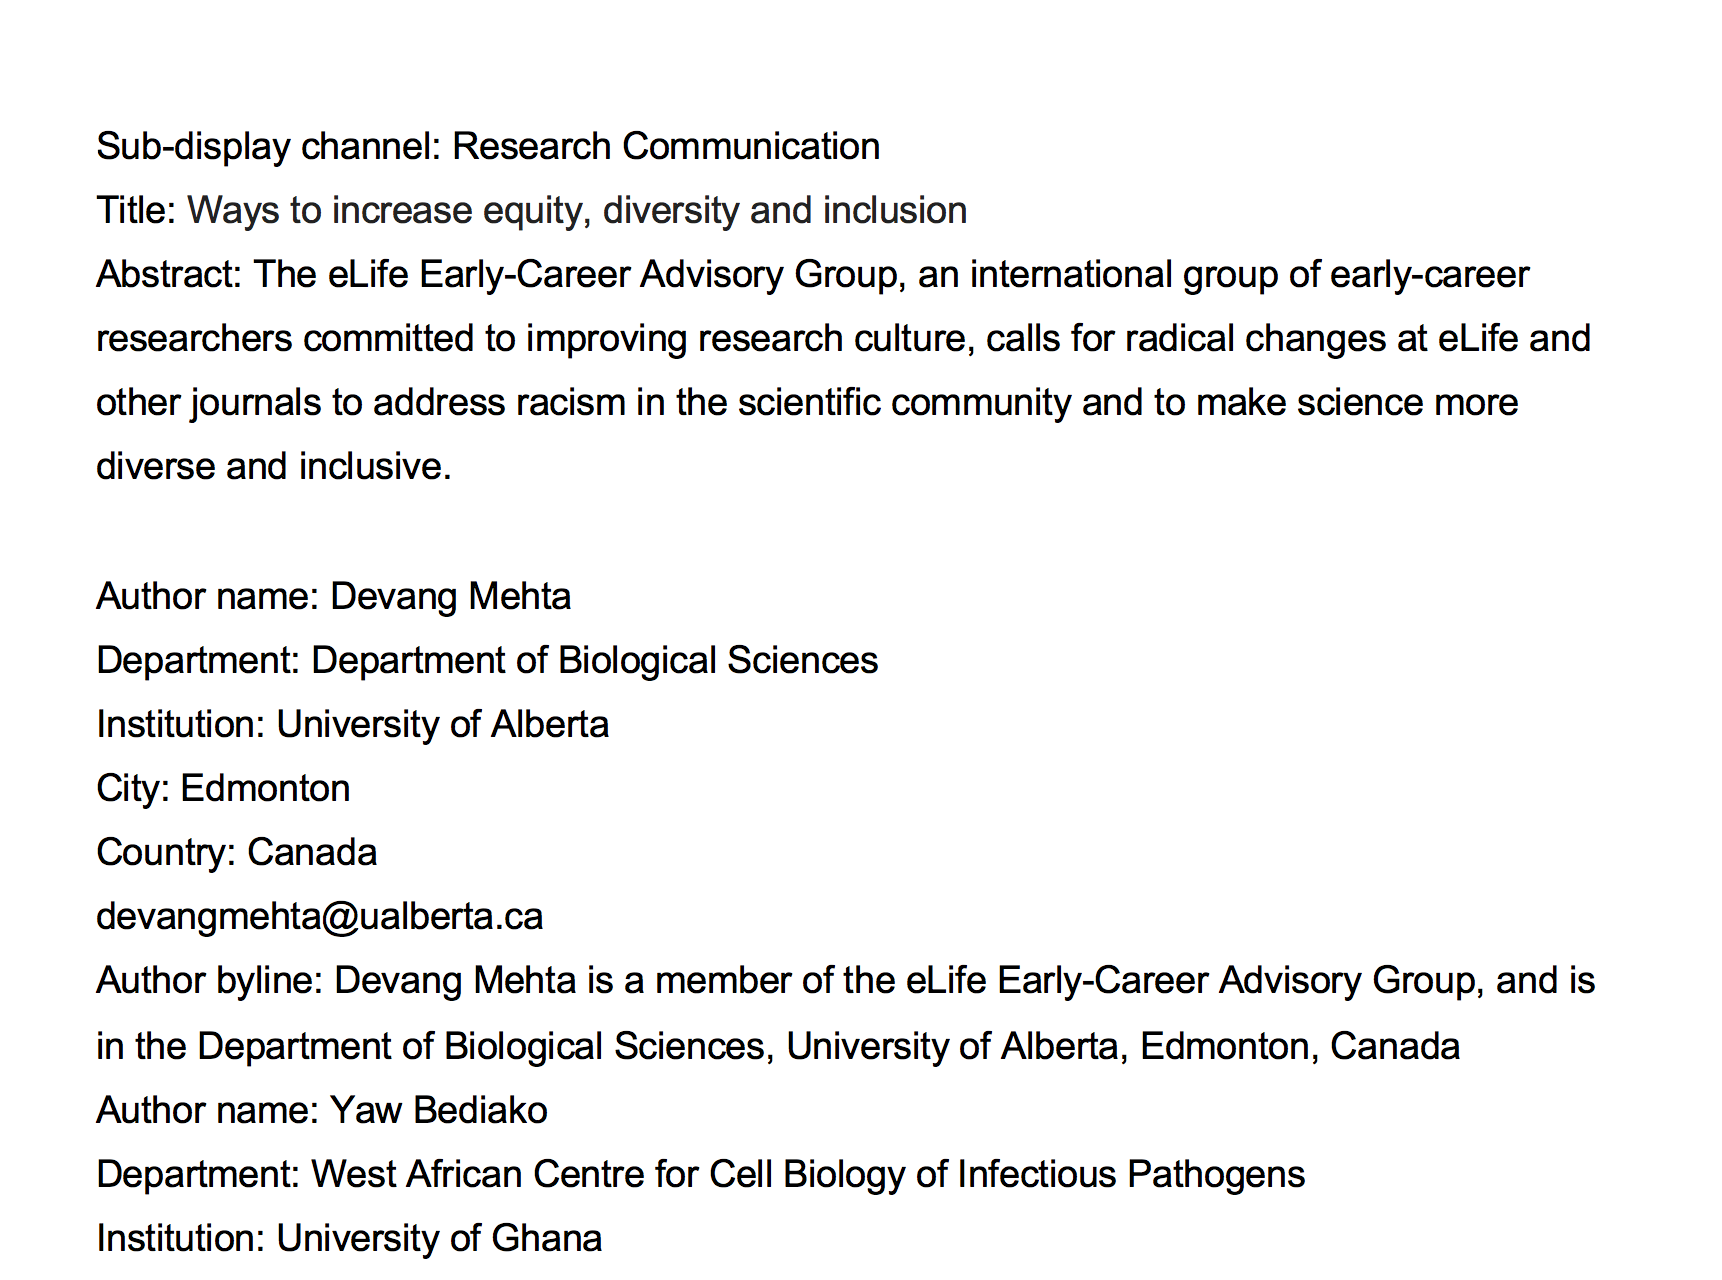 Sub-display channel: Research Communication
Title: Ways to increase equity, diversity and inclusion
Abstract: The eLife Early-Career Advisory Group, an international group of early-career
researchers committed to improving research culture, calls for radical changes at eLife and
other journals to address racism in the scientific community and to make science more
diverse and inclusive.
Author name: Devang Mehta
Department: Department of Biological Sciences
Institution: University of Alberta
City: Edmonton
Country: Canada
devangmehta@ualberta.ca
Author byline: Devang Mehta is a member of the eLife Early-Career Advisory Group, and is
in the Department of Biological Sciences, University of Alberta, Edmonton, Canada
Author name: Yaw Bediako
Department: West African Centre for Cell Biology of Infectious Pathogens
Institution: University of Ghana